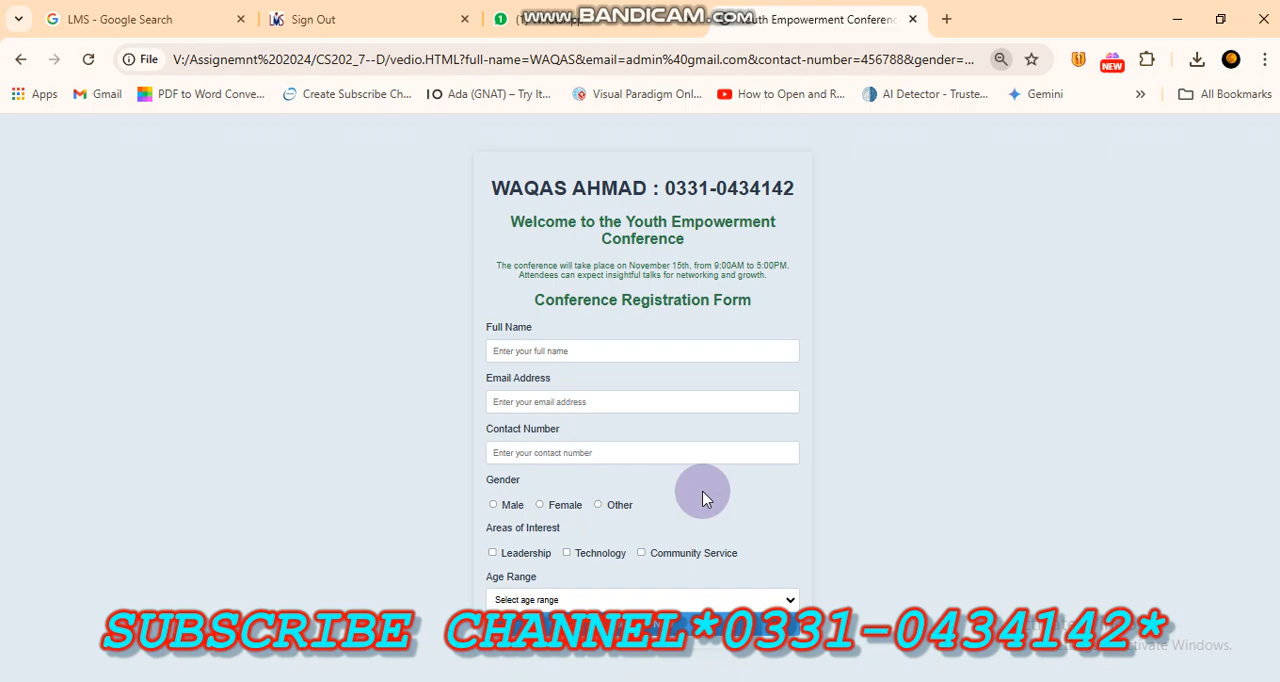 LMS - Google Search
Sign Out
WWW.BANDICAM.COM
Youth Empowerment Conferenc
File
V:/Assignemnt%202024/CS202_7--D/vedio.HTML?full-name=WAQAS&email=admin%40gmail.com&contact-number=456788&gender=...
NEW
Apps
Gmail
PDF to Word Conve...
Create Subscribe Ch...
Ada (GNAT) – Try It...
Visual Paradigm Onl...
How to Open and R...
AI Detector - Truste...
Gemini
All Bookmarks
WAQAS AHMAD : 0331-0434142
Welcome to the Youth Empowerment
Conference
The conference will take place on November 15th, from 9:00AM to 5:00PM.
Attendees can expect insightful talks for networking and growth.
Conference Registration Form
Full Name
Enter your full name
Email Address
Enter your email address
Contact Number
Enter your contact number
Gender
Male Female Other
Areas of Interest
Leadership Technology Community Service
Age Range
Select age range
SUBSCRIBE CHANNEL*0331-0434142*